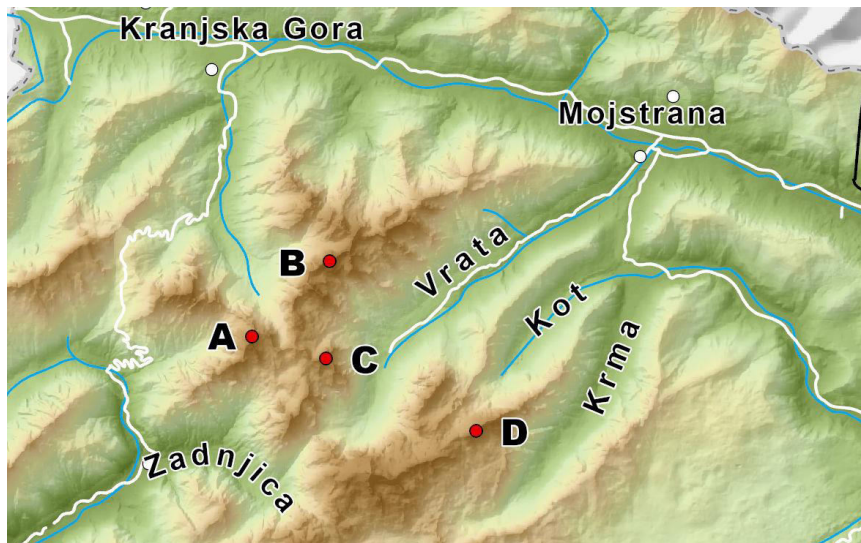 Kranjska Gora
Mojstrana
Vrata
B
Kot
A
C
Krma
D
Zadnjica